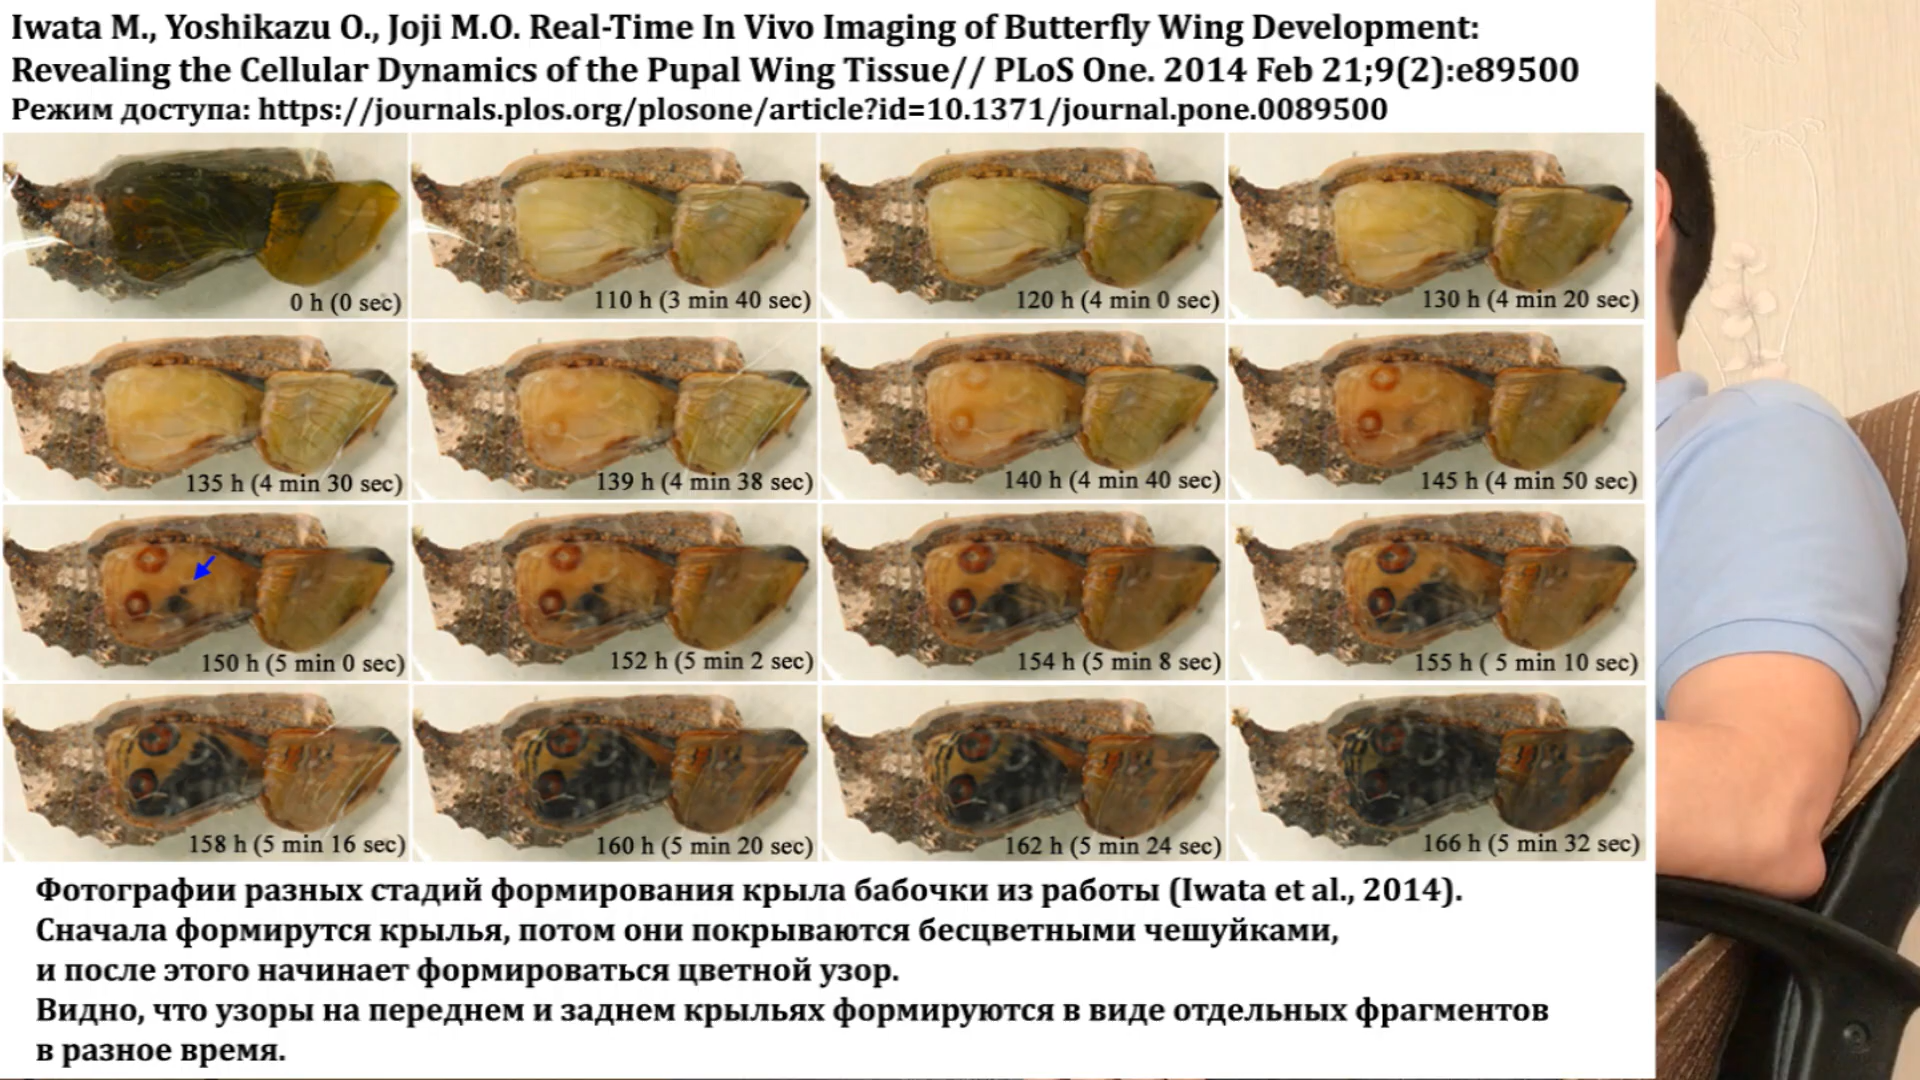 Iwata M., Yoshikazu O., Joji M.O. Real-Time In Vivo Imaging of Butterfly Wing Development:
Revealing the Cellular Dynamics of the Pupal Wing Tissue// PLoS One. 2014 Feb 21;9(2):e89500
Режим доступа: https://journals.plos.org/plosone/article?id=10.1371/journal.pone.0089500
0 h (0 sec)
110 h (3 min 40 sec)
120 h (4 min 0 sec)
130 h (4 min 20 sec)
135 h (4 min 30 sec)
139 h (4 min 38 sec)
140 h (4 min 40 sec)
145 h (4 min 50 sec)
150 h (5 min 0 sec)
152 h (5 min 2 sec)
154 h (5 min 8 sec)
155 h ( 5 min 10 sec)
158 h (5 min 16 sec)
160 h (5 min 20 sec)
162 h (5 min 24 sec)
166 h (5 min 32 sec)
Фотографии разных стадий формирования крыла бабочки из работы (Iwata et al., 2014).
Сначала формирутся крылья, потом они покрываются бесцветными чешуйками,
и после этого начинает формироваться цветной узор.
Видно, что узоры на переднем и заднем крыльях формируются в виде отдельных фрагментов
в разное время.